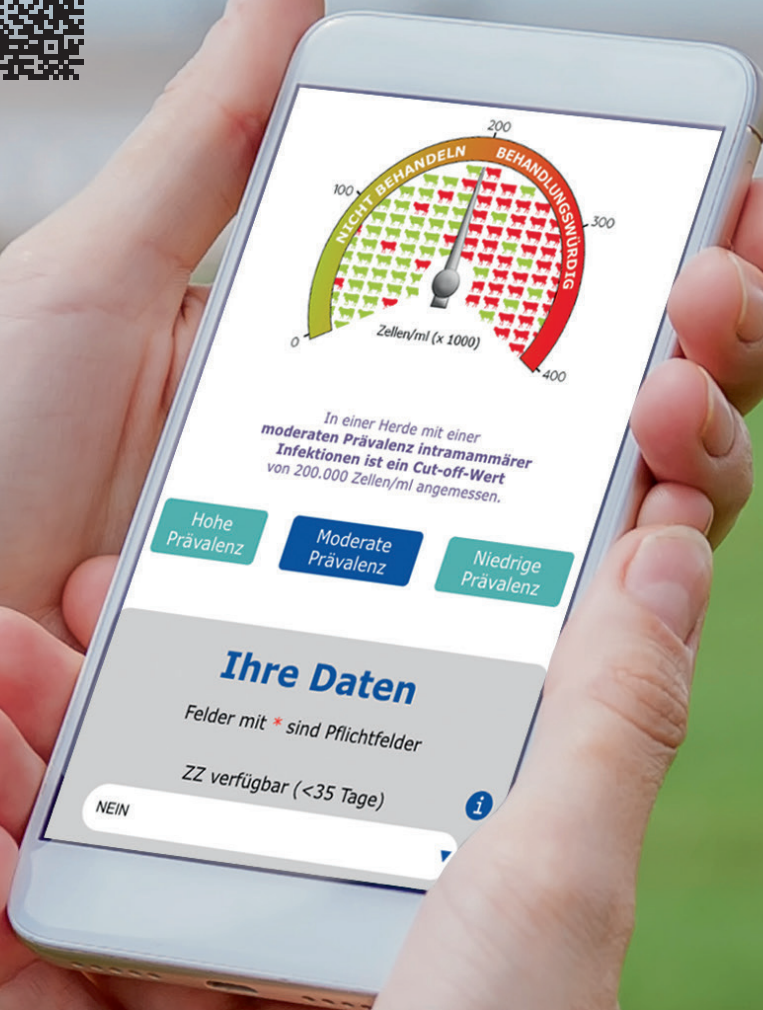 200
100
300
NICHT BEHANDELN
BEHANDLUNGSWÜRDIG
0
Zellen/ml (x 1000)
400
In einer Herde mit einer
moderaten Prävalenz intramammärer
Infektionen ist ein Cut-off-Wert
von 200.000 Zellen/ml angemessen.
Hohe
Prävalenz
Moderate
Prävalenz
Niedrige
Prävalenz
Ihre Daten
Felder mit * sind Pflichtfelder
ZZ verfügbar (<35 Tage)
i
NEIN